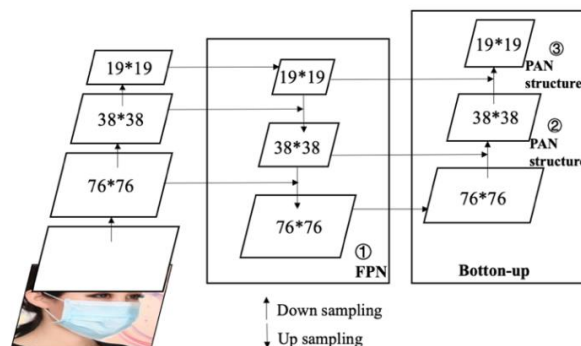 19*19
38*38
76*76
19*19
38*38
76*76
①
FPN
19*19
③
PAN
structure
38*38
②
PAN
structure
76*76
Botton-up
Down sampling
Up sampling